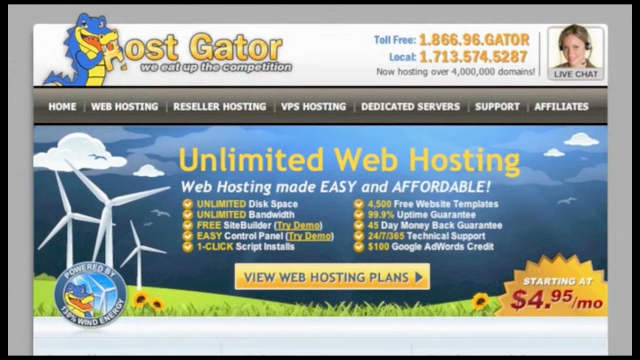 Host Gator
we eat up the competition
Toll Free: 1.866.96.GATOR
Local: 1.713.574.5287
Now hosting over 4,000,000 domains!
LIVE CHAT
HOME | WEB HOSTING | RESELLER HOSTING | VPS HOSTING | DEDICATED SERVERS | SUPPORT | AFFILIATES
Unlimited Web Hosting
Web Hosting made EASY and AFFORDABLE!
UNLIMITED Disk Space
UNLIMITED Bandwidth
FREE SiteBuilder (Try Demo)
EASY Control Panel (Try Demo)
1-CLICK Script Installs
4,500 Free Website Templates
99.9% Uptime Guarantee
45 Day Money Back Guarantee
24/7/365 Technical Support
$100 Google AdWords Credit
VIEW WEB HOSTING PLANS
POWERED BY
130% WIND ENERGY
STARTING AT
$4.95/mo